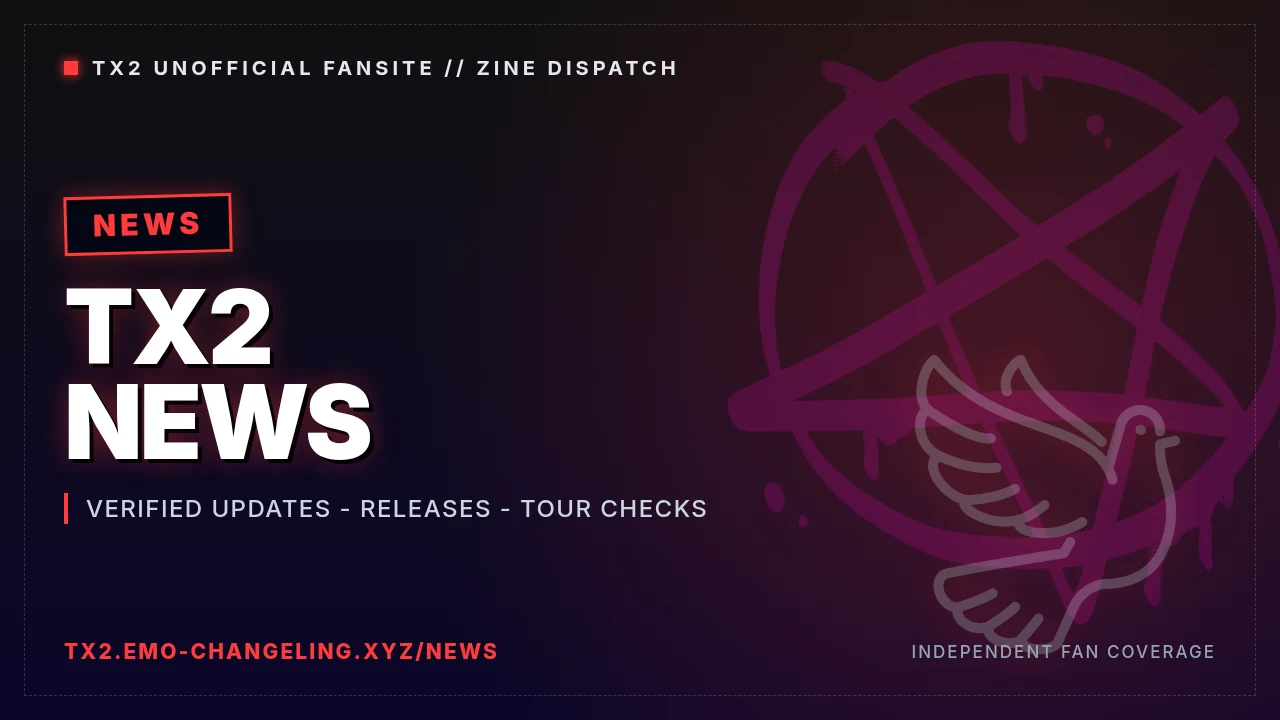 TX2 UNOFFICIAL FANSITE // ZINE DISPATCH
NEWS
TX2
NEWS
VERIFIED UPDATES - RELEASES - TOUR CHECKS
TX2.EMO-CHANGELING.XYZ/NEWS
INDEPENDENT FAN COVERAGE